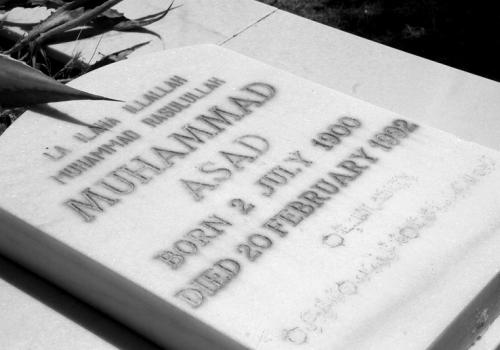 LA ILAHA ILLALLAH
MUHAMMAD RASULULLAH
MUHAMMAD
ASAD
BORN 2 JULY 1900
DIED 20 FEBRUARY 1992